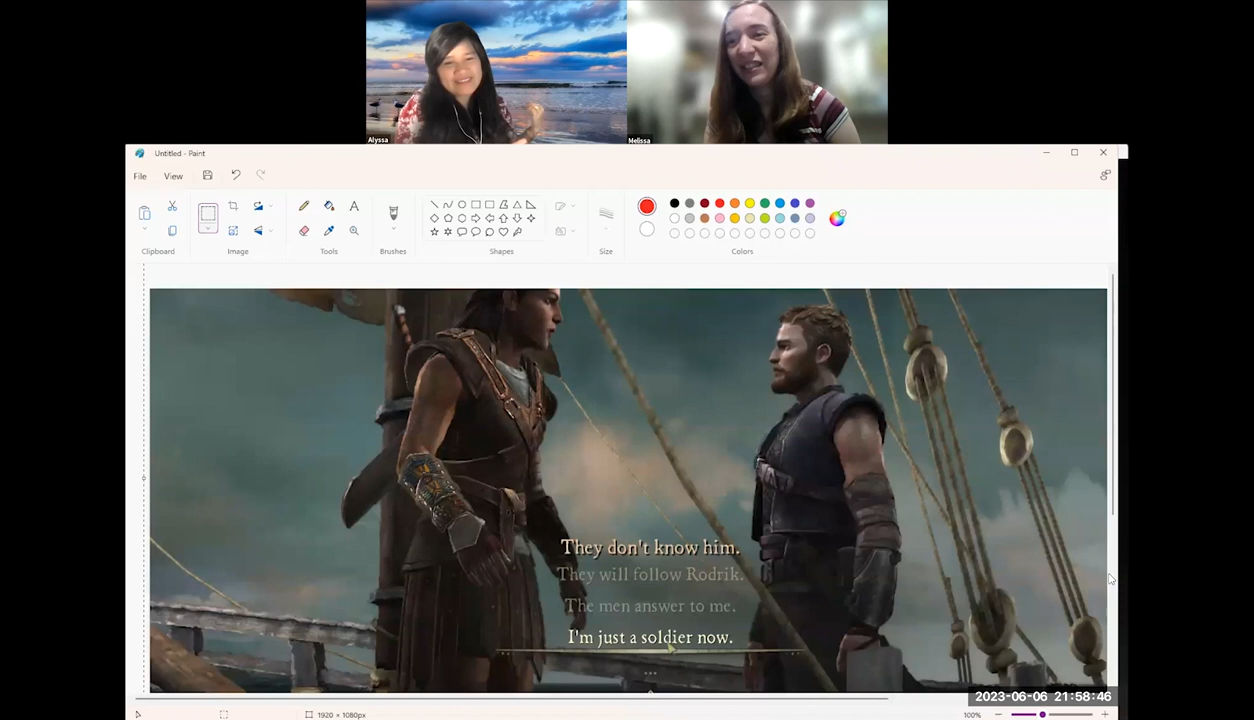 Alyssa
Melissa
Untitled - Paint
File
View
Clipboard
Image
Tools
Brushes
Shapes
Size
Colors
They don't know him.
They will follow Rodrik.
The men answer to me.
I'm just a soldier now.
2023-06-06 21:58:46
1920 × 1080px
100%